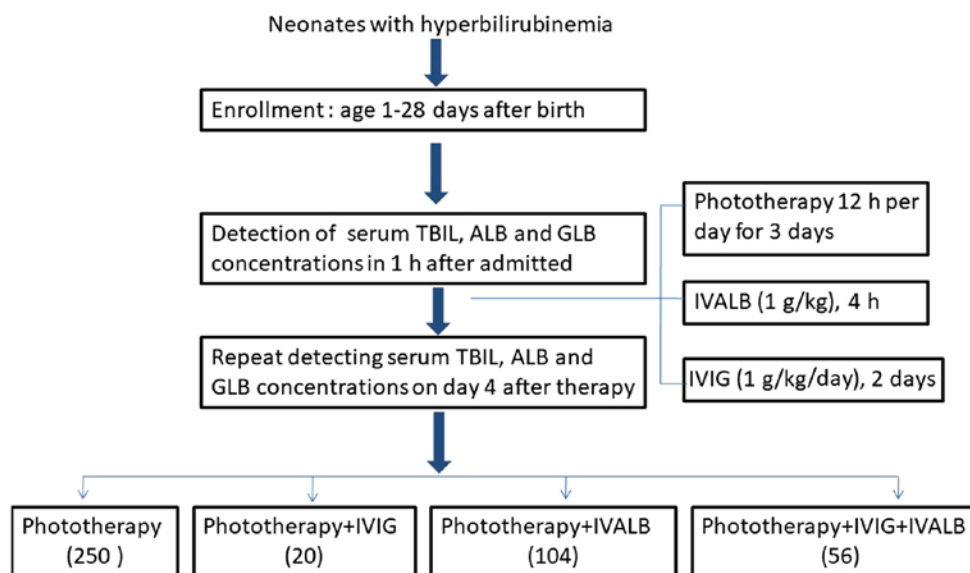 Neonates with hyperbilirubinemia
Enrollment : age 1-28 days after birth
Detection of serum TBIL, ALB and GLB
concentrations in 1 h after admitted
Phototherapy 12 h per
day for 3 days
IVALB (1 g/kg), 4 h
IVIG (1 g/kg/day), 2 days
Repeat detecting serum TBIL, ALB and
GLB concentrations on day 4 after therapy
Phototherapy
(250 )
Phototherapy+IVIG
(20)
Phototherapy+IVALB
(104)
Phototherapy+IVIG+IVALB
(56)